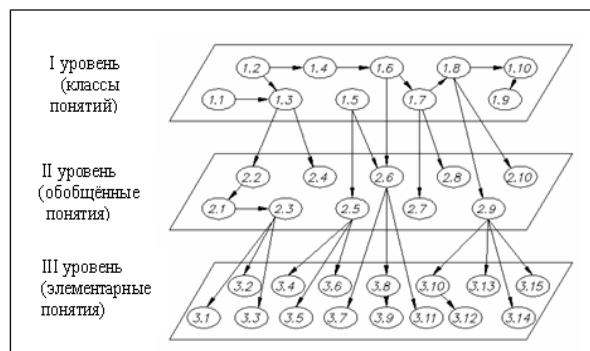 I уровень
(классы
понятий)
1.2 1.4 1.6 1.8 1.10
1.1 1.3 1.5 1.7 1.9
II уровень
(обобщённые
понятия)
2.2 2.4 2.6 2.8 2.10
2.1 2.3 2.5 2.7 2.9
III уровень
(элементарные
понятия)
3.2 3.4 3.6 3.8 3.10 3.13 3.15
3.1 3.3 3.5 3.7 3.9 3.11 3.12 3.14